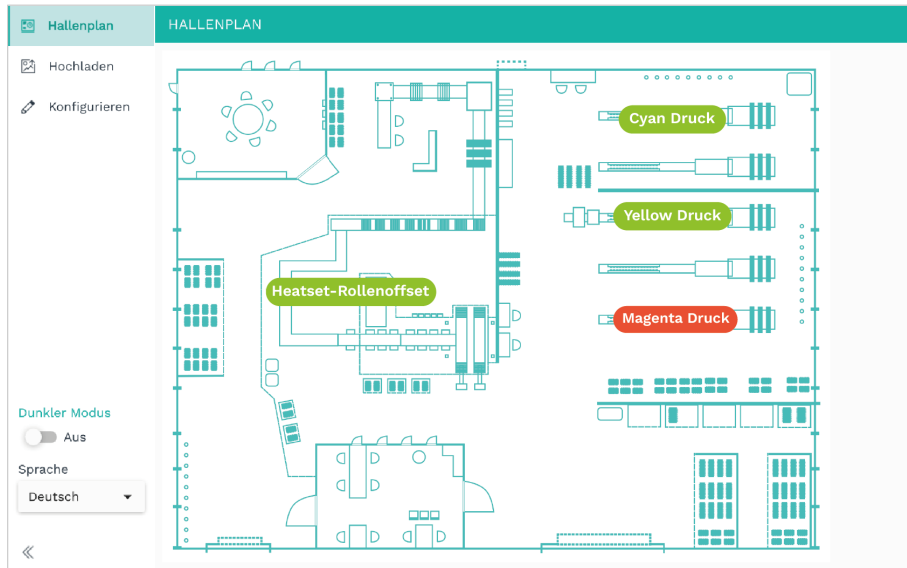 Hallenplan
HALLENPLAN
Hochladen
Konfigurieren
Cyan Druck
Yellow Druck
Heatset-Rollenoffset
Magenta Druck
Dunkler Modus
Aus
Sprache
Deutsch